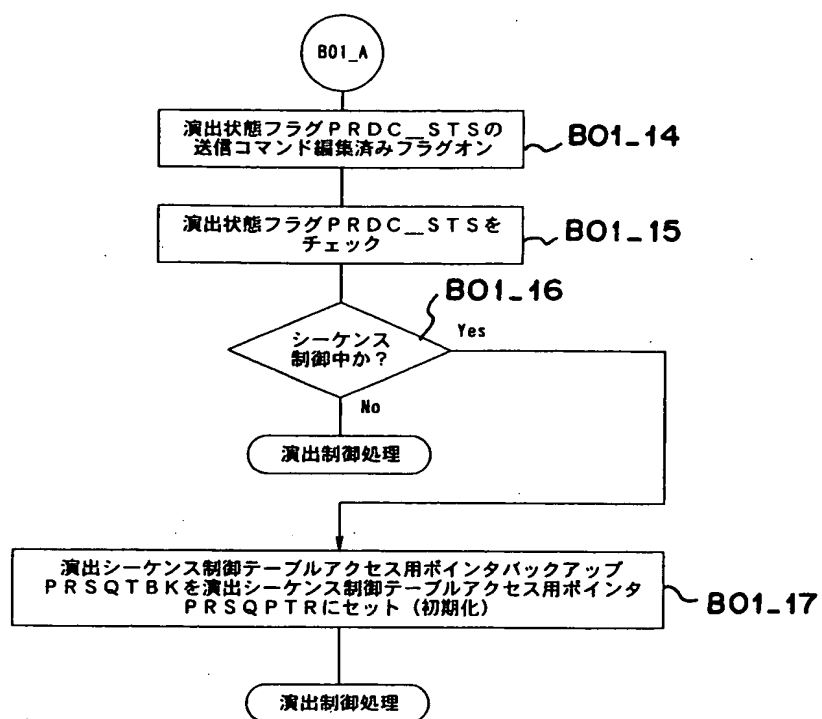 B01_A
演出状態フラグＰＲＤＣ＿ＳＴＳの
送信コマンド編集済みフラグオン
B01_14
演出状態フラグＰＲＤＣ＿ＳＴＳを
チェック
B01_15
B01_16
シーケンス
制御中か？
Yes
No
演出制御処理
演出シーケンス制御テーブルアクセス用ポインタバックアップ
ＰＲＳＱＴＢＫを演出シーケンス制御テーブルアクセス用ポインタ
ＰＲＳＱＰＴＲにセット（初期化）
B01_17
演出制御処理